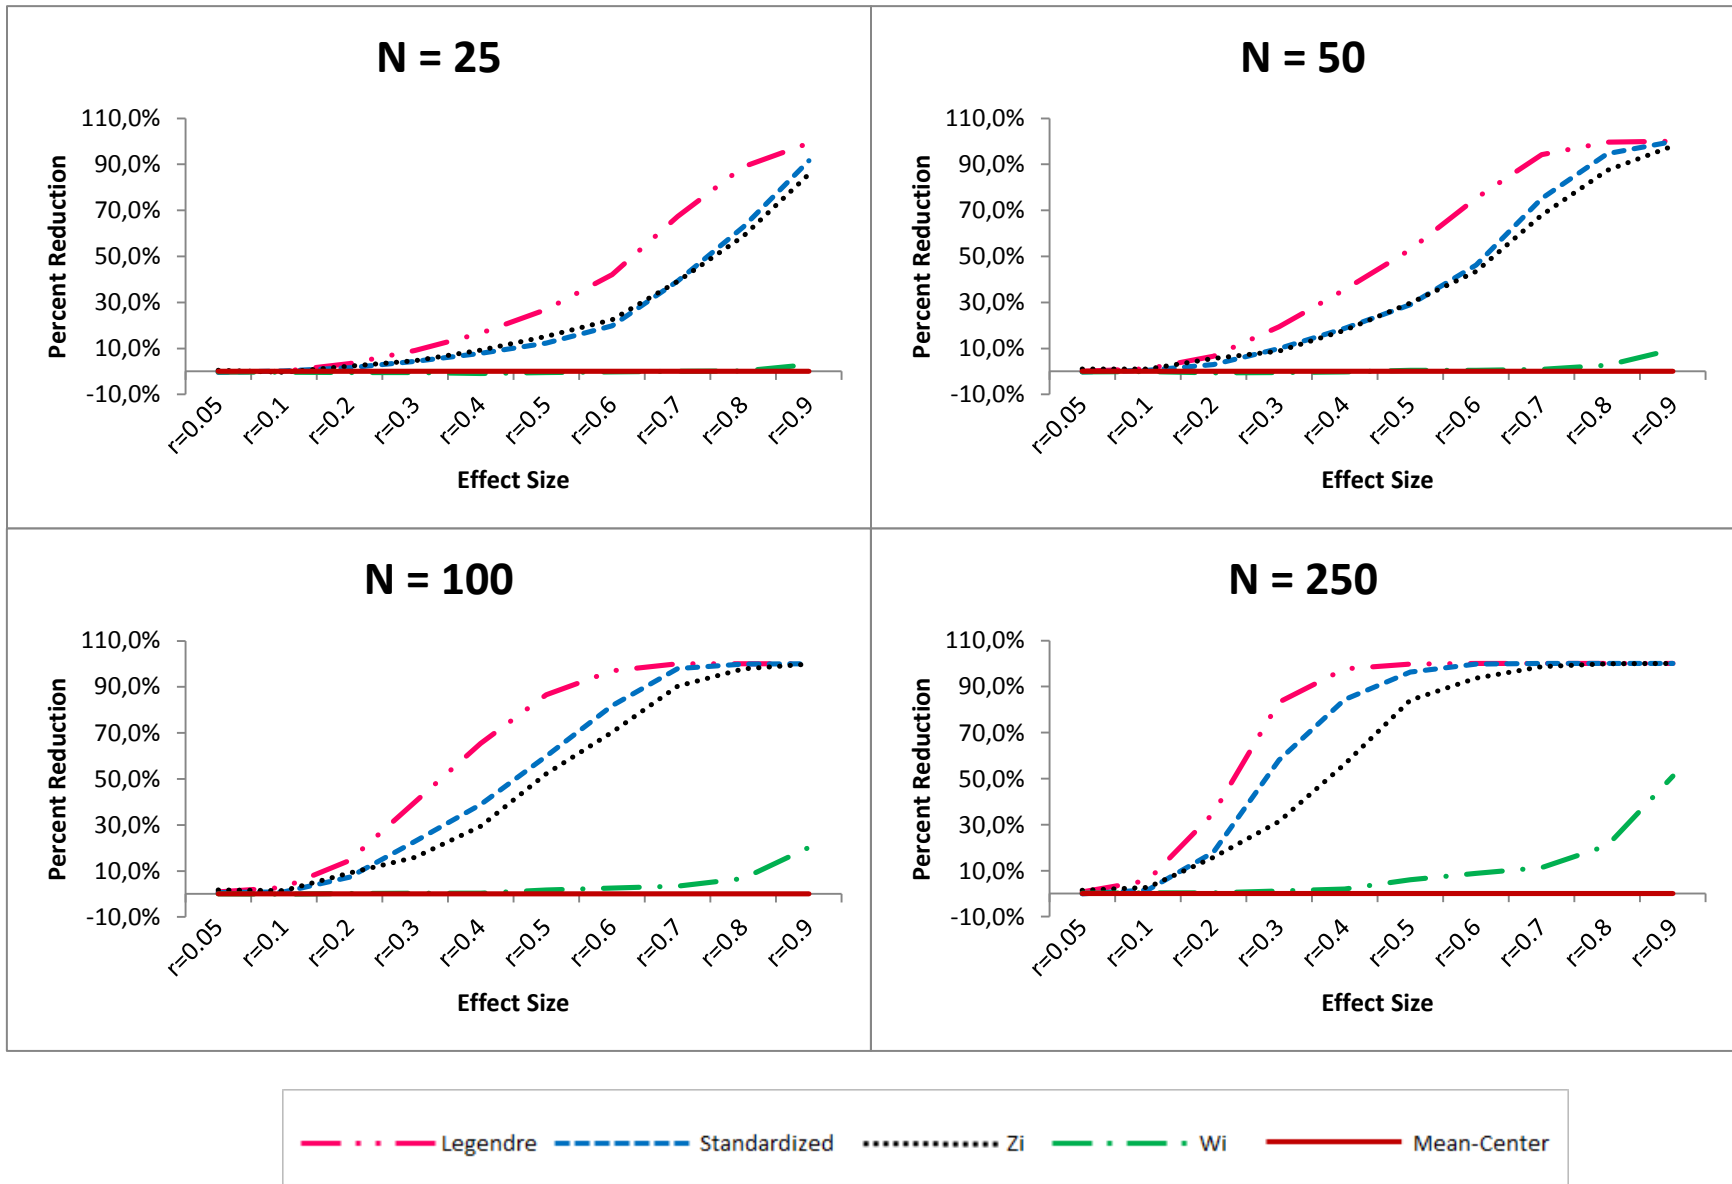 N = 25
110,0%
90,0%
70,0%
50,0%
30,0%
10,0%
-10,0%
Percent Reduction
r=0.05
r=0.1
r=0.2
r=0.3
r=0.4
r=0.5
r=0.6
r=0.7
r=0.8
r=0.9
Effect Size
N = 50
110,0%
90,0%
70,0%
50,0%
30,0%
10,0%
-10,0%
Percent Reduction
r=0.05
r=0.1
r=0.2
r=0.3
r=0.4
r=0.5
r=0.6
r=0.7
r=0.8
r=0.9
Effect Size
N = 100
110,0%
90,0%
70,0%
50,0%
30,0%
10,0%
-10,0%
Percent Reduction
r=0.05
r=0.1
r=0.2
r=0.3
r=0.4
r=0.5
r=0.6
r=0.7
r=0.8
r=0.9
Effect Size
N = 250
110,0%
90,0%
70,0%
50,0%
30,0%
10,0%
-10,0%
Percent Reduction
r=0.05
r=0.1
r=0.2
r=0.3
r=0.4
r=0.5
r=0.6
r=0.7
r=0.8
r=0.9
Effect Size
Legendre Standardized Zi Wi Mean-Center